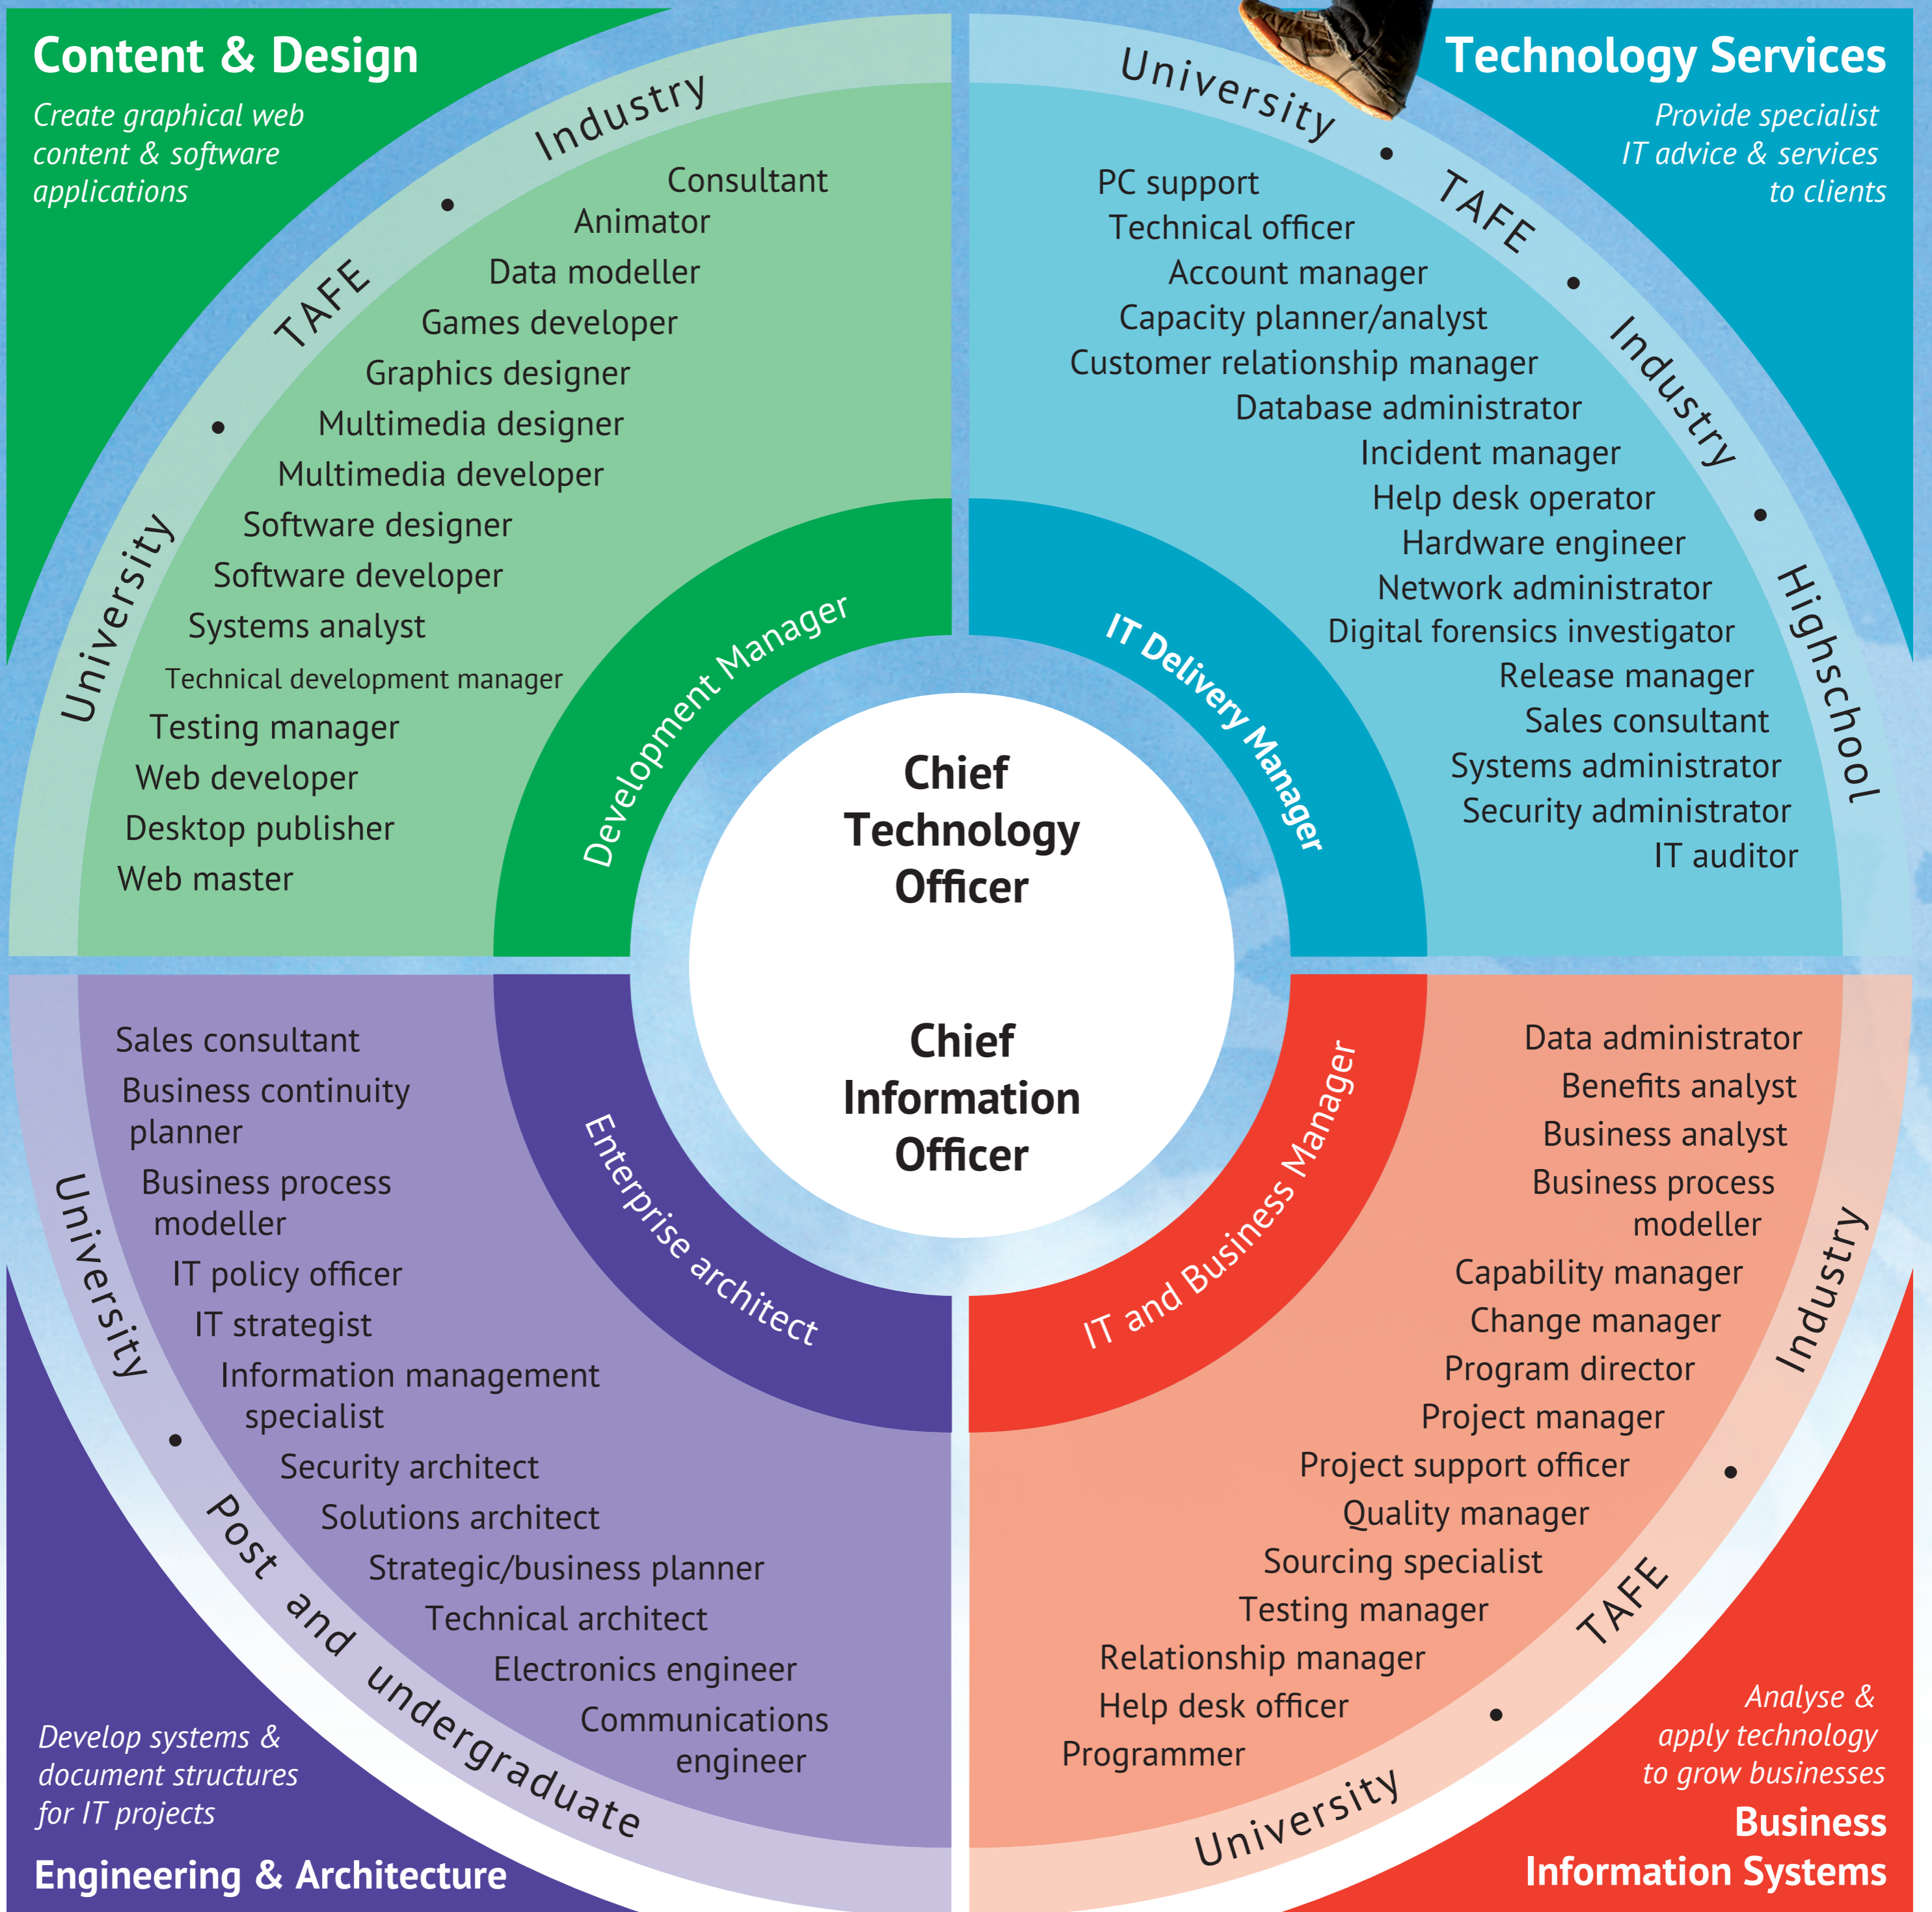 Content & Design
Create graphical web
content & software
applications
University • TAFE • Industry
Consultant
Animator
Data modeller
Games developer
Graphics designer
Multimedia designer
Multimedia developer
Software designer
Software developer
Systems analyst
Technical development manager
Testing manager
Web developer
Desktop publisher
Web master
Development Manager
Technology Services
Provide specialist
IT advice & services
to clients
University • TAFE • Industry • Highschool
PC support
Technical officer
Account manager
Capacity planner/analyst
Customer relationship manager
Database administrator
Incident manager
Help desk operator
Hardware engineer
Network administrator
Digital forensics investigator
Release manager
Sales consultant
Systems administrator
Security administrator
IT auditor
IT Delivery Manager
Chief
Technology
Officer
Chief
Information
Officer
Sales consultant
Business continuity
planner
Business process
modeller
IT policy officer
IT strategist
Information management
specialist
Security architect
Solutions architect
Strategic/business planner
Technical architect
Electronics engineer
Communications
engineer
Enterprise architect
University • Post and undergraduate
Develop systems &
document structures
for IT projects
Engineering & Architecture
Data administrator
Benefits analyst
Business analyst
Business process
modeller
Capability manager
Change manager
Program director
Project manager
Project support officer
Quality manager
Sourcing specialist
Testing manager
Relationship manager
Help desk officer
Programmer
IT and Business Manager
University • TAFE • Industry
Analyse &
apply technology
to grow businesses
Business
Information Systems